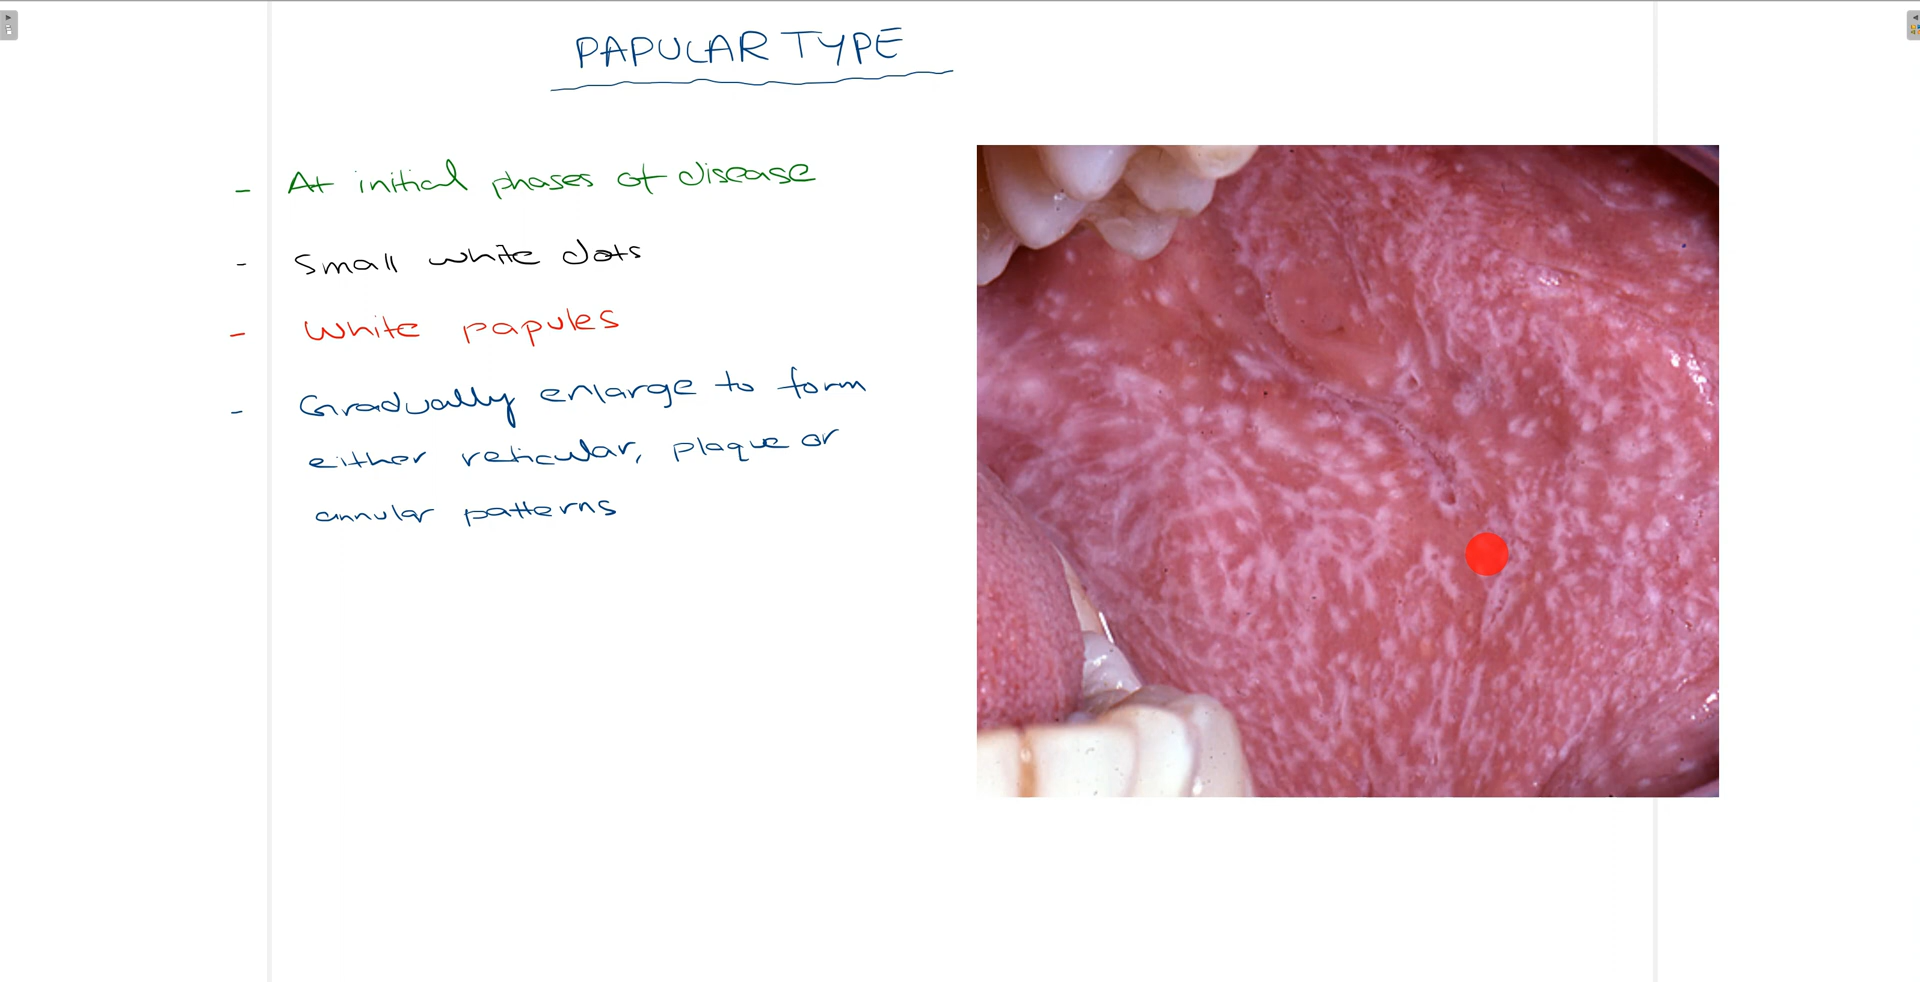 PAPULAR TYPE
- At initial phases of disease
- Small white dots
- White papules
- Gradually enlarge to form
either reticular, plaque or
annular patterns